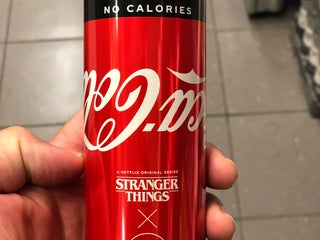 NO CALORIES
Coca-Cola
A NETFLIX ORIGINAL SERIES
STRANGER
THINGS
X